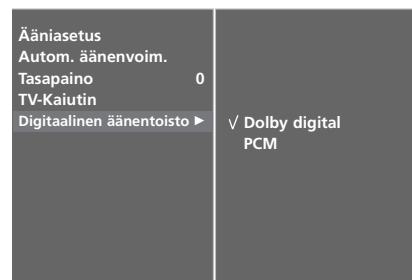 Ääniasetus
Autom. äänenvoim.
Tasapaino 0
TV-Kaiutin
Digitaalinen äänentoisto ►
√ Dolby digital
PCM